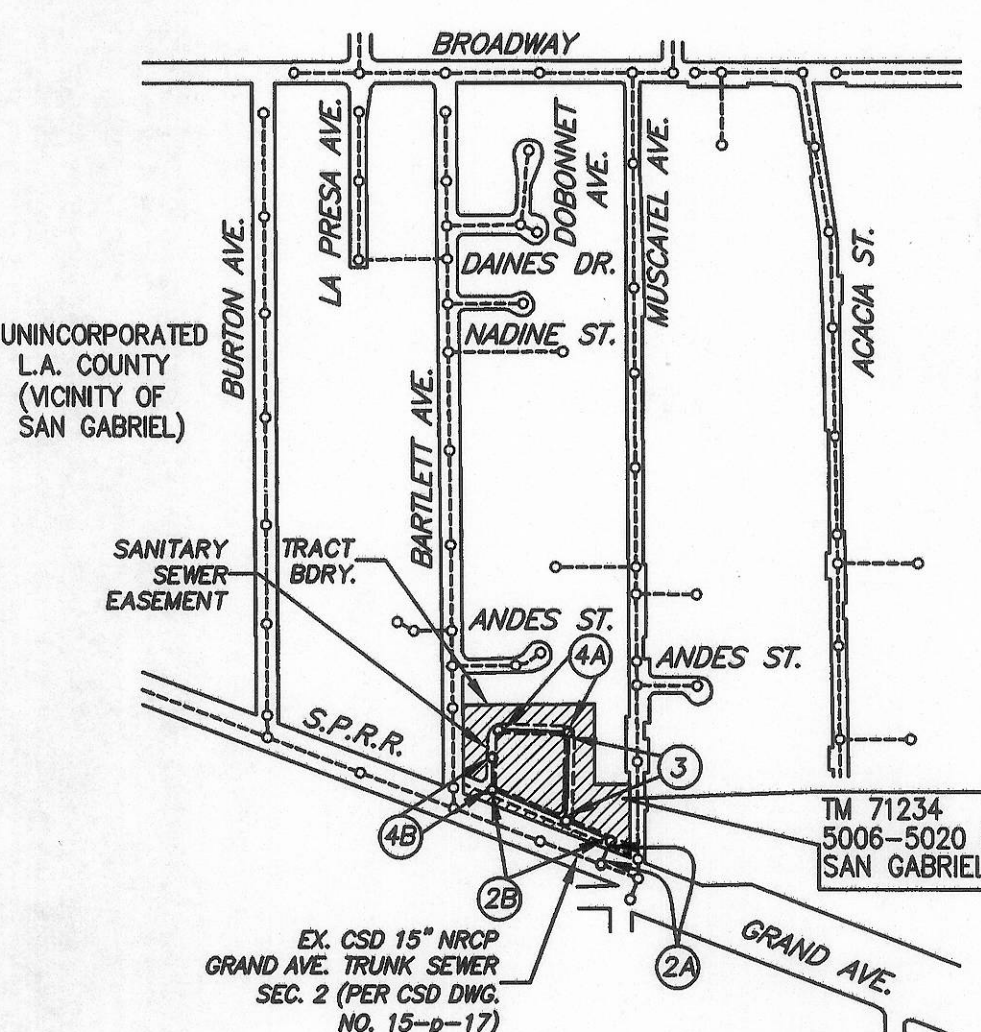 BROADWAY
LA PRESA AVE.
DOBONNET
AVE.
MUSCATEL AVE.
BURTON AVE.
ACACIA ST.
DAINES DR.
NADINE ST.
UNINCORPORATED
L.A. COUNTY
(VICINITY OF
SAN GABRIEL)
BARTLETT AVE.
SANITARY
SEWER
EASEMENT
TRACT
BDRY.
ANDES ST.
4A
ANDES ST.
S.P.R.R.
3
4B
2B
2A
TM 71234
5006-5020
SAN GABRIEL
EX. CSD 15" NRCP
GRAND AVE. TRUNK SEWER
SEC. 2 (PER CSD DWG.
NO. 15-p-17)
GRAND AVE.